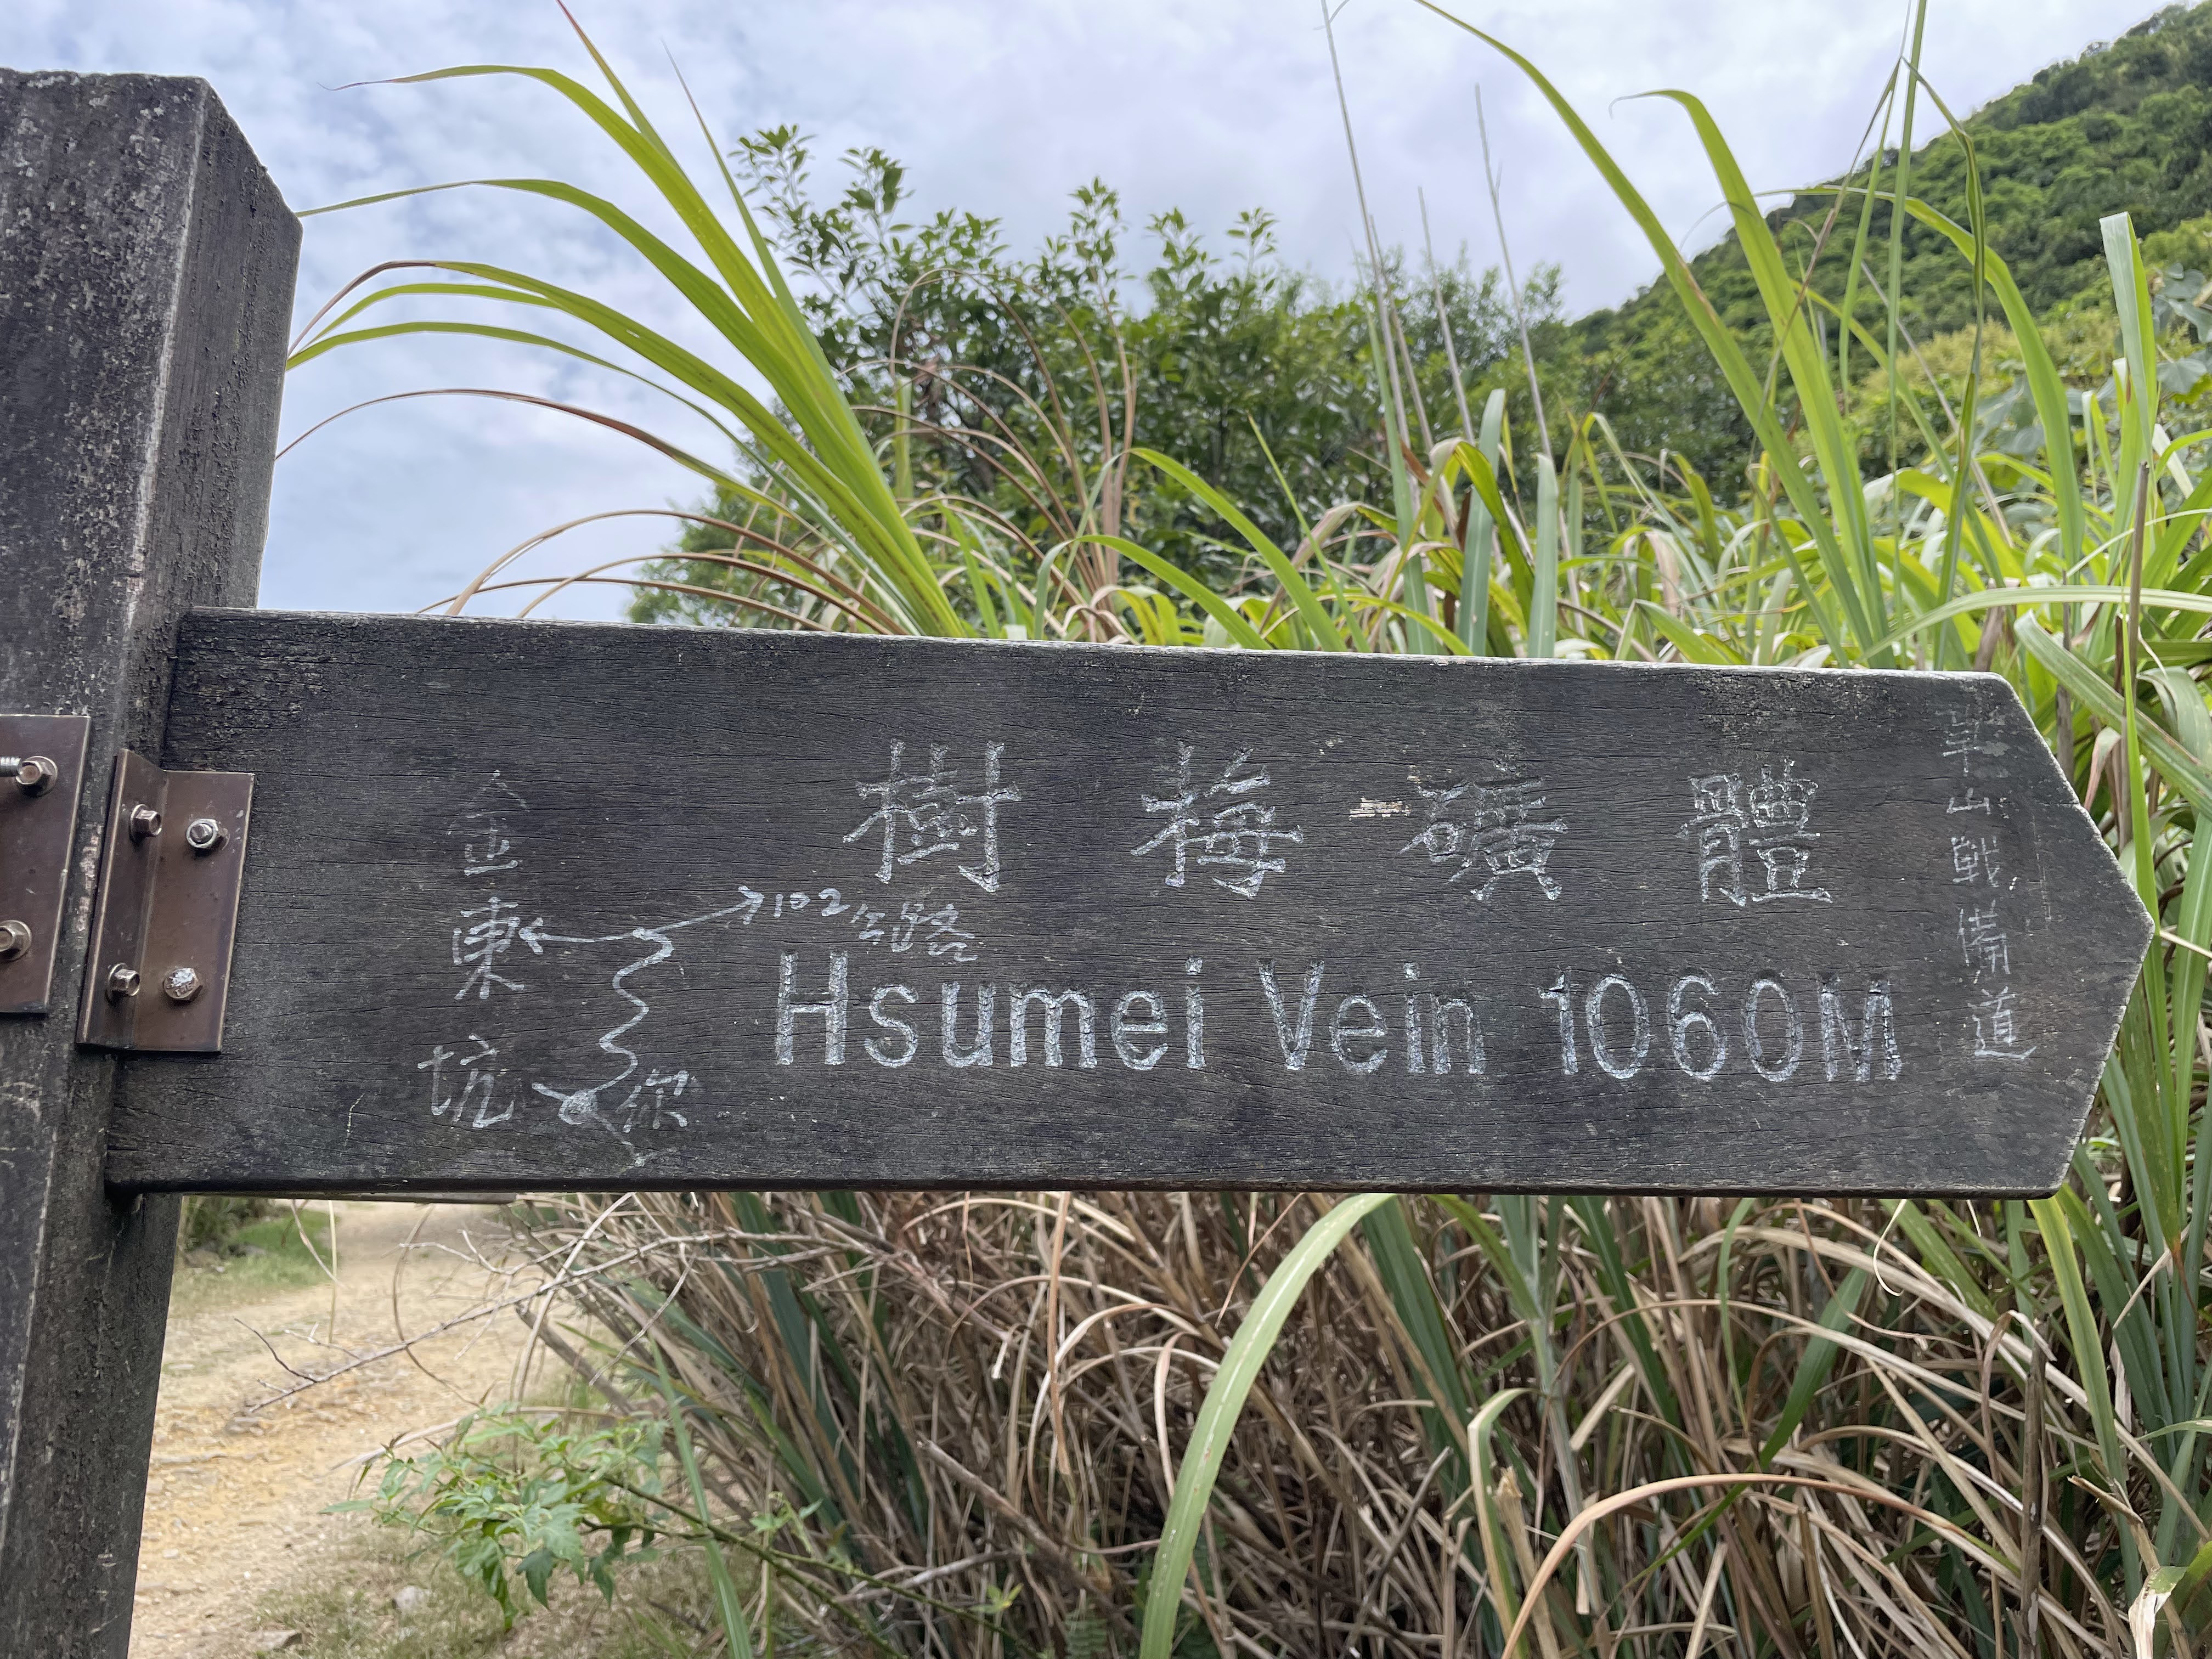 樹梅礦體
Hsumei Vein 1060M
金東坑
102公路
你
半山戰備道